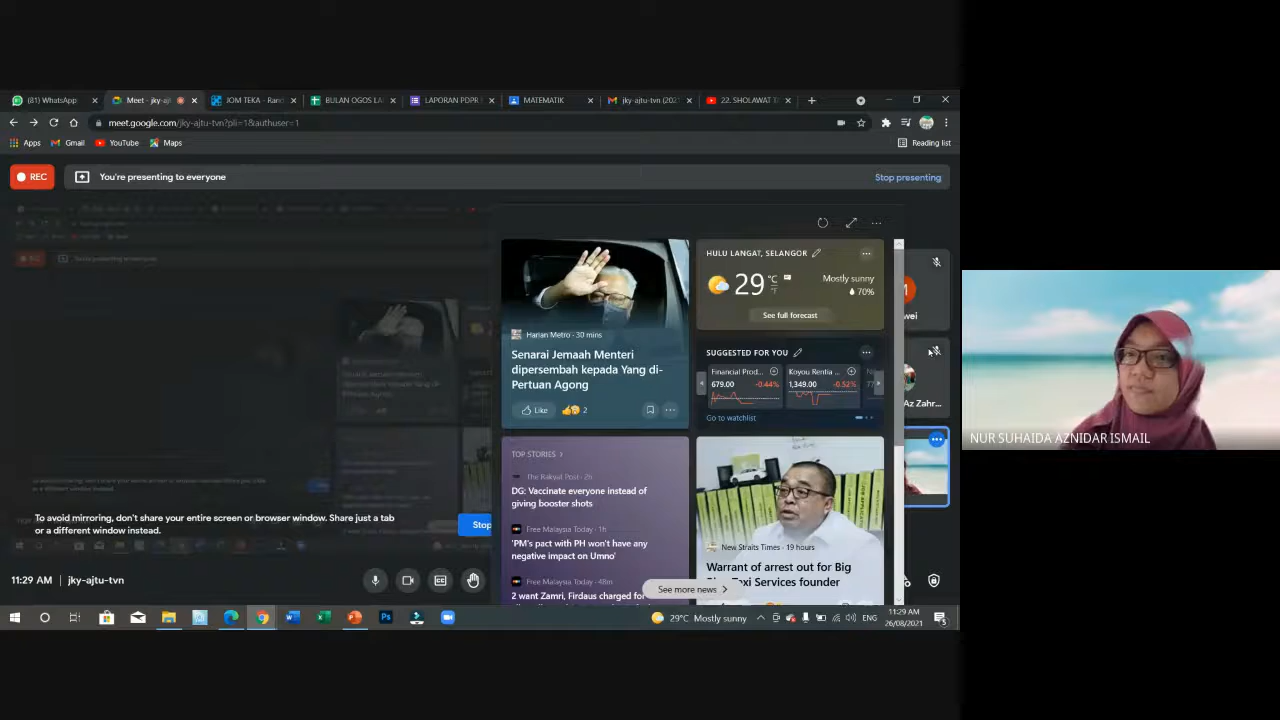 (81) WhatsApp
Meet - jky-aj
JOM TEKA - Ran
BULAN OGOS LA
LAPORAN PDPR
MATEMATIK
jky-ajtu-tvn (202
22. SHOLAWAT T
meet.google.com/jky-ajtu-tvn?pli=1&authuser=1
Apps
Gmail
YouTube
Maps
Reading list
REC
You're presenting to everyone
Stop presenting
Harian Metro · 30 mins
Senarai Jemaah Menteri
dipersembah kepada Yang di-
Pertuan Agong
Like
2
HULU LANGAT, SELANGOR
29 °C
°F
Mostly sunny
70%
See full forecast
SUGGESTED FOR YOU
Financial Prod...
679.00
-0.44%
Koyou Rentia ...
1,349.00
-0.52%
Go to watchlist
TOP STORIES
The Rakyat Post · 2h
DG: Vaccinate everyone instead of
giving booster shots
Free Malaysia Today · 1h
'PM's pact with PH won't have any
negative impact on Umno'
Free Malaysia Today · 48m
2 want Zamri, Firdaus charged for
New Straits Times · 19 hours
Warrant of arrest out for Big
Taxi Services founder
See more news
wei
Az Zahr...
To avoid mirroring, don't share your entire screen or browser window. Share just a tab
or a different window instead.
Stop
11:29 AM | jky-ajtu-tvn
29°C Mostly sunny
ENG
11:29 AM
26/08/2021
5
NUR SUHAIDA AZNIDAR ISMAIL